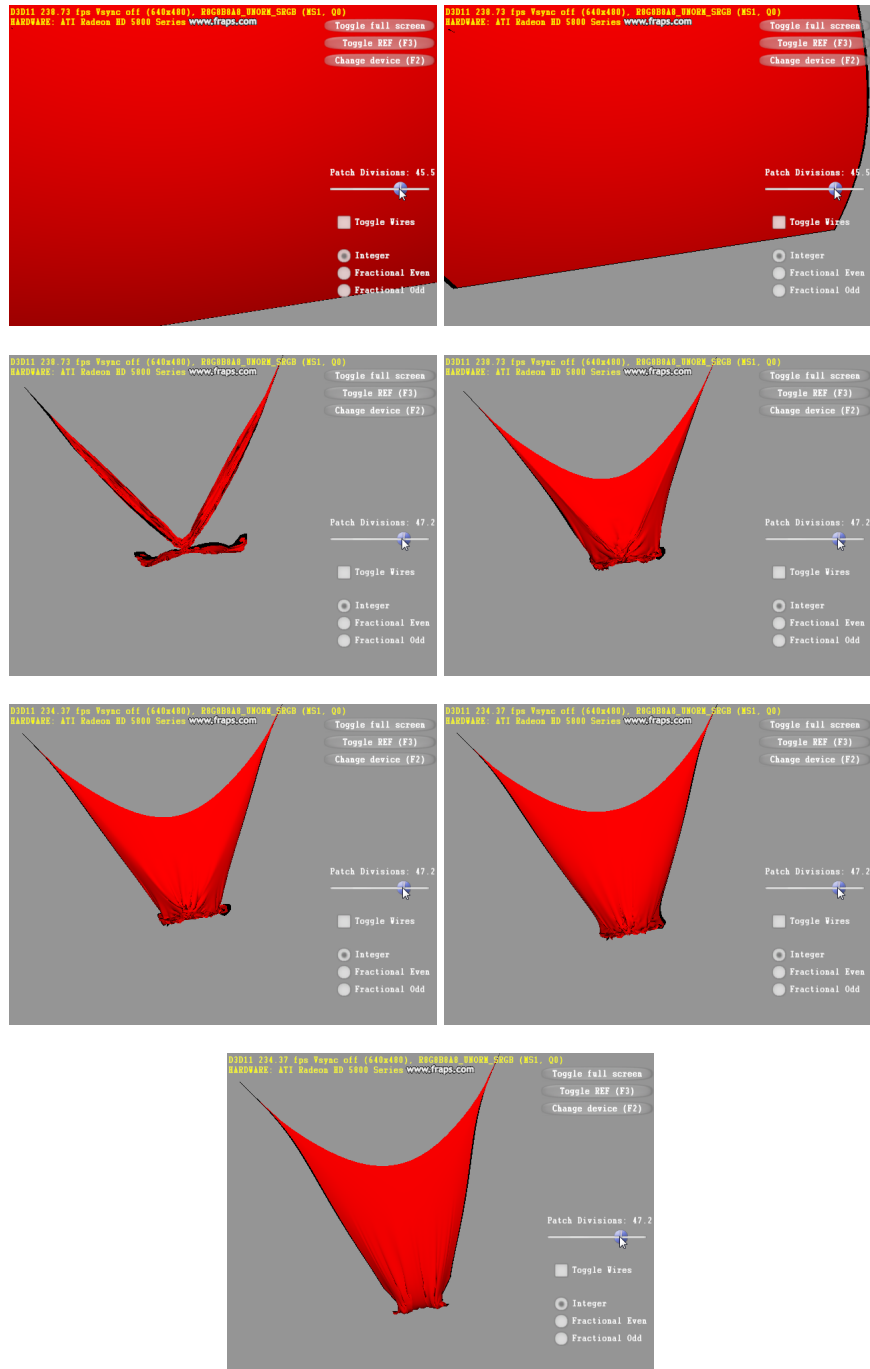 D3D11 238.73 fps Vsync off (640x480), R8G8B8A8_UNORM_SRGB (MS1, Q0)
HARDWARE: ATI Radeon HD 5800 Series www.fraps.com
Toggle full screen
Toggle REF (F3)
Change device (F2)
Patch Divisions: 45.5
Toggle Wires
Integer
Fractional Even
Fractional Odd
D3D11 238.73 fps Vsync off (640x480), R8G8B8A8_UNORM_SRGB (MS1, Q0)
HARDWARE: ATI Radeon HD 5800 Series www.fraps.com
Toggle full screen
Toggle REF (F3)
Change device (F2)
Patch Divisions: 45.5
Toggle Wires
Integer
Fractional Even
Fractional Odd
D3D11 238.73 fps Vsync off (640x480), R8G8B8A8_UNORM_SRGB (MS1, Q0)
HARDWARE: ATI Radeon HD 5800 Series www.fraps.com
Toggle full screen
Toggle REF (F3)
Change device (F2)
Patch Divisions: 47.2
Toggle Wires
Integer
Fractional Even
Fractional Odd
D3D11 238.73 fps Vsync off (640x480), R8G8B8A8_UNORM_SRGB (MS1, Q0)
HARDWARE: ATI Radeon HD 5800 Series www.fraps.com
Toggle full screen
Toggle REF (F3)
Change device (F2)
Patch Divisions: 47.2
Toggle Wires
Integer
Fractional Even
Fractional Odd
D3D11 234.37 fps Vsync off (640x480), R8G8B8A8_UNORM_SRGB (MS1, Q0)
HARDWARE: ATI Radeon HD 5800 Series www.fraps.com
Toggle full screen
Toggle REF (F3)
Change device (F2)
Patch Divisions: 47.2
Toggle Wires
Integer
Fractional Even
Fractional Odd
D3D11 234.37 fps Vsync off (640x480), R8G8B8A8_UNORM_SRGB (MS1, Q0)
HARDWARE: ATI Radeon HD 5800 Series www.fraps.com
Toggle full screen
Toggle REF (F3)
Change device (F2)
Patch Divisions: 47.2
Toggle Wires
Integer
Fractional Even
Fractional Odd
D3D11 234.37 fps Vsync off (640x480), R8G8B8A8_UNORM_SRGB (MS1, Q0)
HARDWARE: ATI Radeon HD 5800 Series www.fraps.com
Toggle full screen
Toggle REF (F3)
Change device (F2)
Patch Divisions: 47.2
Toggle Wires
Integer
Fractional Even
Fractional Odd